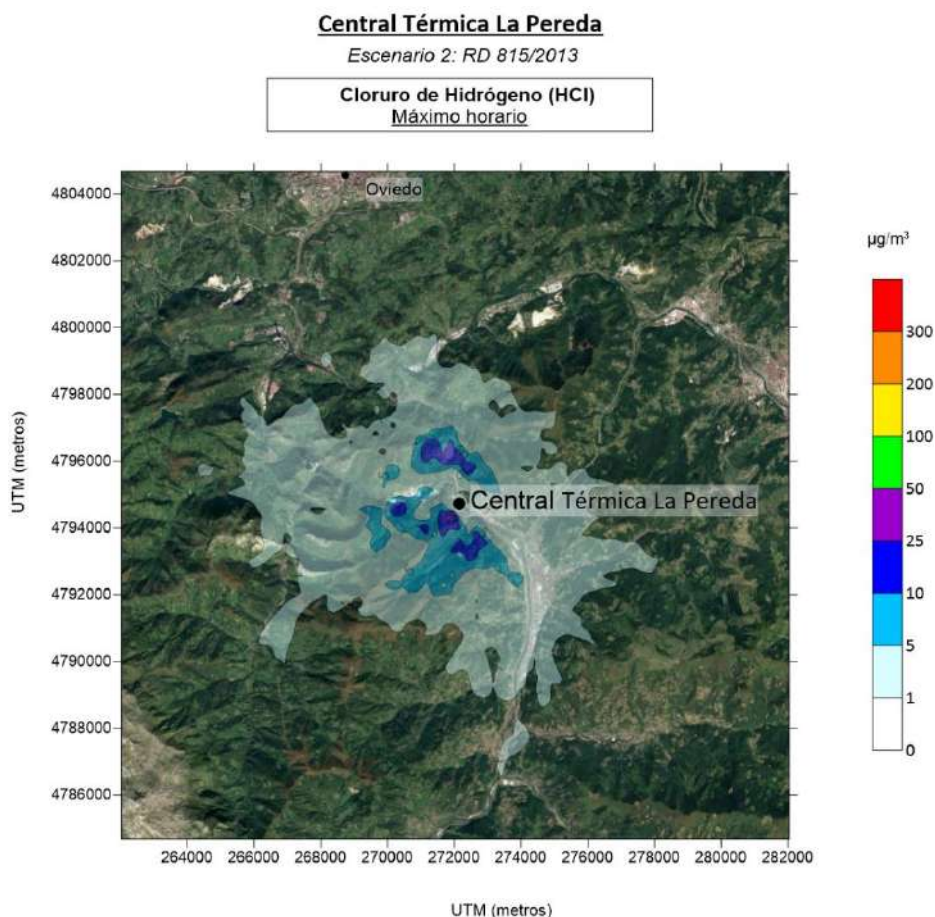 Central Térmica La Pereda
Escenario 2: RD 815/2013
Cloruro de Hidrógeno (HCl)
Máximo horario
4804000
4802000
4800000
4798000
4796000
4794000
4792000
4790000
4788000
4786000
UTM (metros)
Oviedo
Central Térmica La Pereda
264000 266000 268000 270000 272000 274000 276000 278000 280000 282000
UTM (metros)
µg/m³
300
200
100
50
25
10
5
1
0